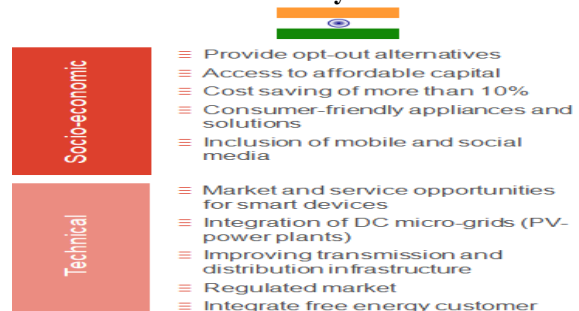 Socio-economic
≡ Provide opt-out alternatives
≡ Access to affordable capital
≡ Cost saving of more than 10%
≡ Consumer-friendly appliances and
solutions
≡ Inclusion of mobile and social
media
Technical
≡ Market and service opportunities
for smart devices
≡ Integration of DC micro-grids (PV-
power plants)
≡ Improving transmission and
distribution infrastructure
≡ Regulated market
≡ Integrate free energy customer